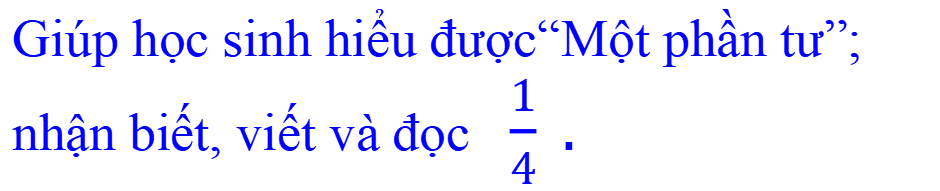 Giúp học sinh hiểu được“Một phần tư”;
nhận biết, viết và đọc 1/4 .